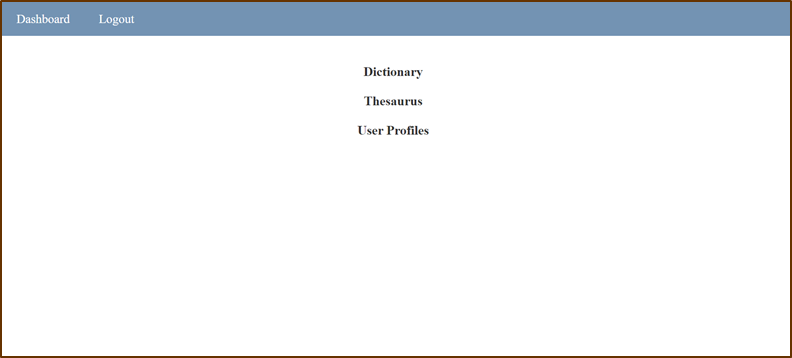 Dashboard Logout
Dictionary
Thesaurus
User Profiles